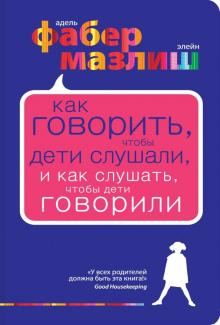 адель
фабер
элейн
мазлиш
как
говорить,
чтобы
дети слушали,
и как слушать,
чтобы дети
говорили
«У всех родителей
должна быть эта книга!»
Good Housekeeping